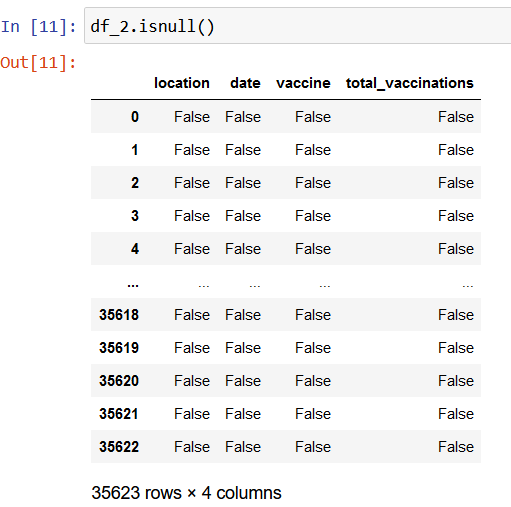 In [11]: df_2.isnull()
Out[11]:
location date vaccine total_vaccinations
0 False False False False
1 False False False False
2 False False False False
3 False False False False
4 False False False False
... ... ... ... ...
35618 False False False False
35619 False False False False
35620 False False False False
35621 False False False False
35622 False False False False
35623 rows × 4 columns